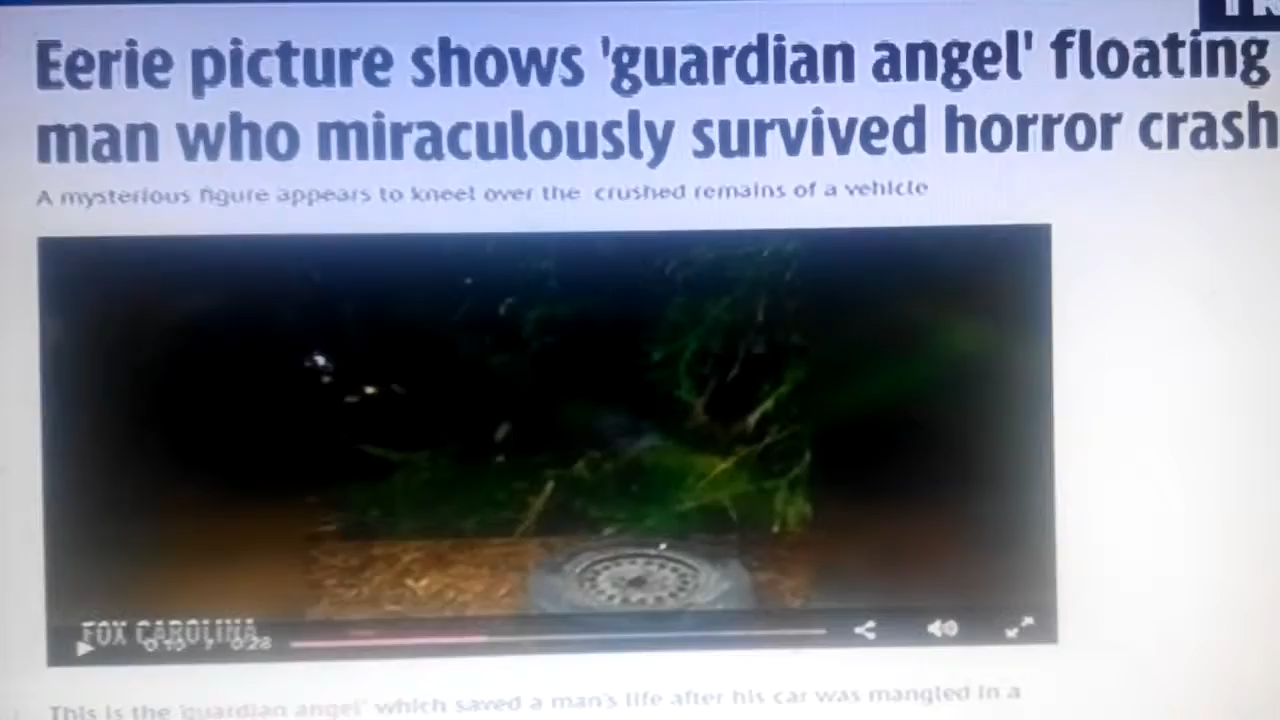 Eerie picture shows 'guardian angel' floating
man who miraculously survived horror crash
A mysterious figure appears to kneel over the crushed remains of a vehicle
FOX CAROLINA
0:28
This is the 'guardian angel' which saved a man's life after his car was mangled in a